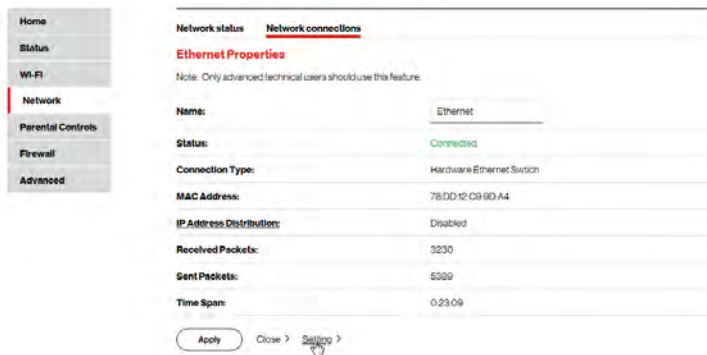 Home
Status
Wi-Fi
Network
Parental Controls
Firewall
Advanced
Network status Network connections
Ethernet Properties
Note: Only advanced technical users should use this feature.
Name: Ethernet
Status: Connected
Connection Type: Hardware Ethernet Switch
MAC Address: 78:DD:12:C9:9D:A4
IP Address Distribution: Disabled
Received Packets: 3230
Sent Packets: 5389
Time Span: 0:23:09
Apply Close > Setting >